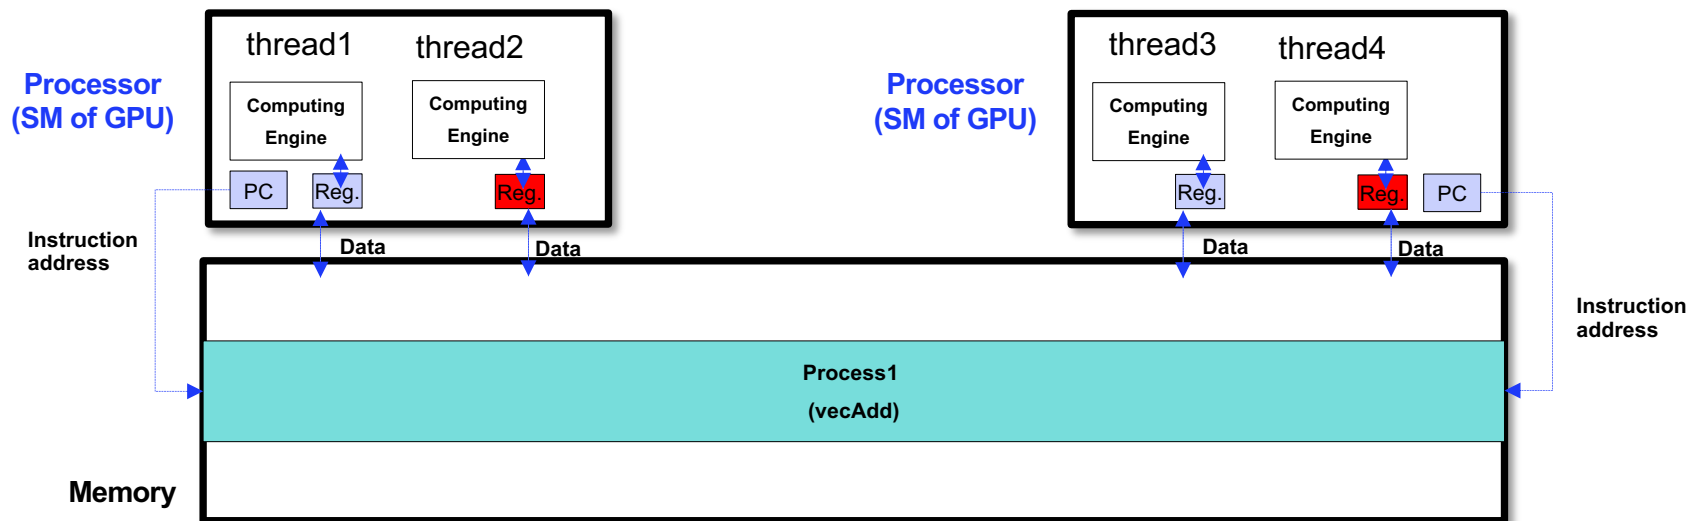 thread1
thread2
Processor
(SM of GPU)
Computing
Engine
Computing
Engine
PC
Reg.
Reg.
thread3
thread4
Processor
(SM of GPU)
Computing
Engine
Computing
Engine
Reg.
Reg.
PC
Instruction
address
Data
Data
Data
Data
Instruction
address
Process1
(vecAdd)
Memory